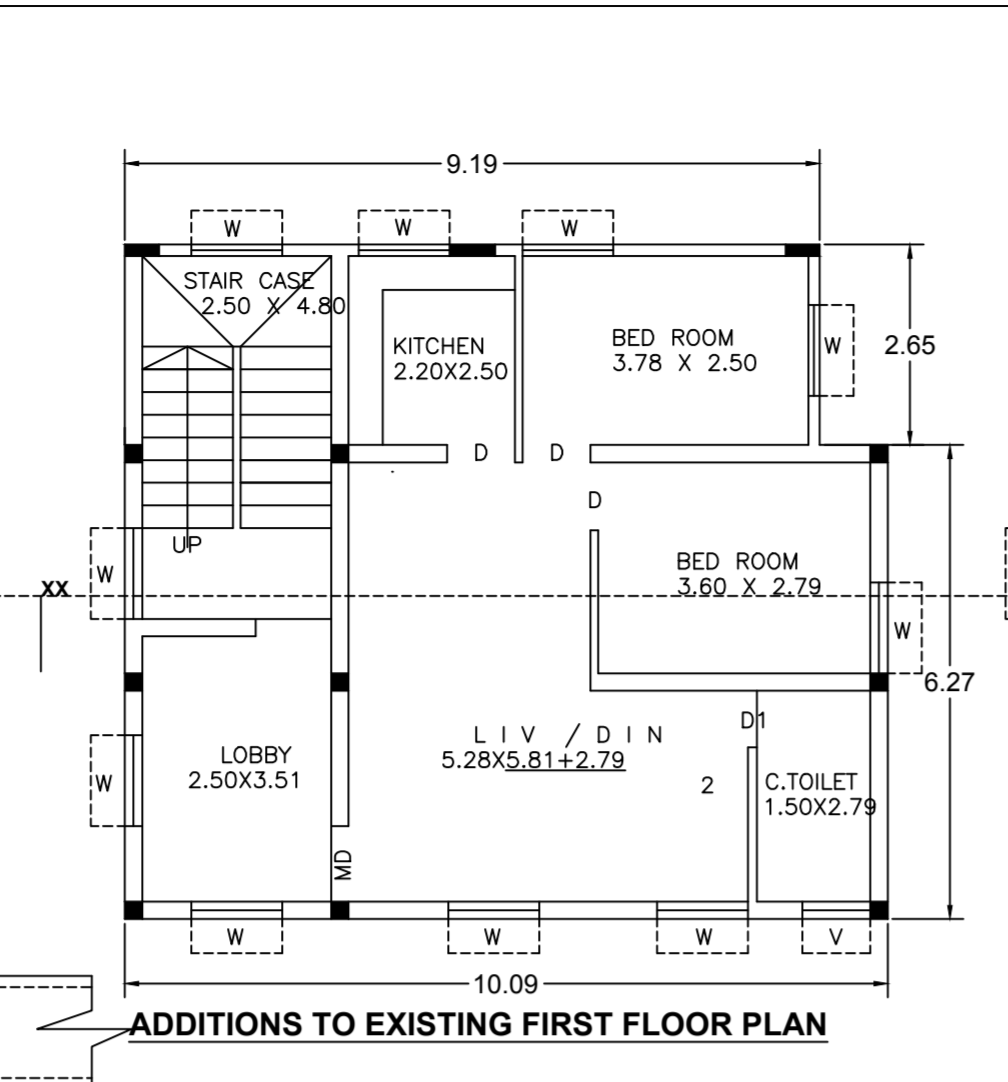 9.19
W
W
W
STAIR CASE
2.50 X 4.80
KITCHEN
2.20X2.50
BED ROOM
3.78 X 2.50
W
2.65
D
D
D
UP
BED ROOM
3.60 X 2.79
W
XX
W
6.27
L I V / D I N
5.28X5.81+2.79
D1
2
LOBBY
2.50X3.51
W
C.TOILET
1.50X2.79
MD
W
W
W
V
10.09
ADDITIONS TO EXISTING FIRST FLOOR PLAN